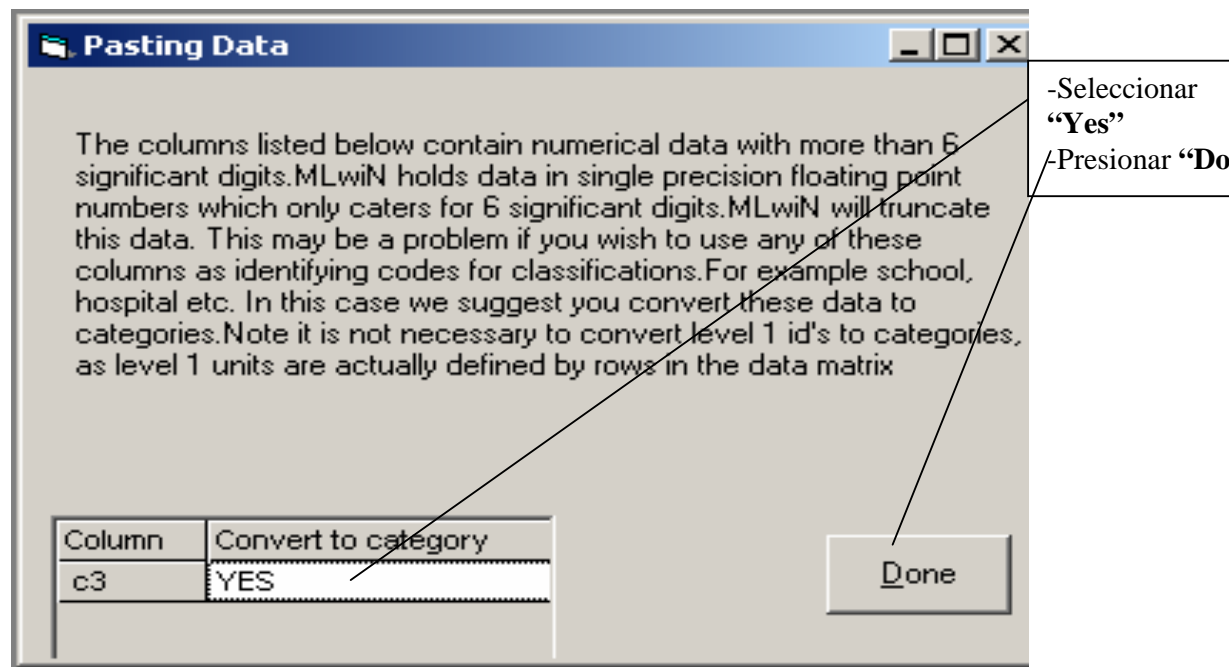 Pasting Data
The columns listed below contain numerical data with more than 6
significant digits.MLwiN holds data in single precision floating point
numbers which only caters for 6 significant digits.MLwiN will truncate
this data. This may be a problem if you wish to use any of these
columns as identifying codes for classifications.For example school,
hospital etc. In this case we suggest you convert these data to
categories.Note it is not necessary to convert level 1 id's to categories,
as level 1 units are actually defined by rows in the data matrix
Column Convert to category
c3 YES
Done
-Seleccionar
“Yes”
-Presionar “Do